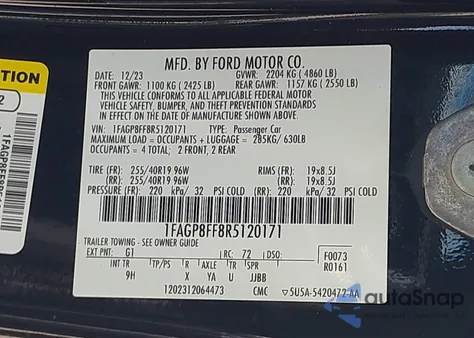 MFD. BY FORD MOTOR CO.
DATE: 12/23 GVWR: 2204 KG ( 4860 LB)
FRONT GAWR: 1100 KG ( 2425 LB) REAR GAWR: 1157 KG ( 2550 LB)
THIS VEHICLE CONFORMS TO ALL APPLICABLE FEDERAL MOTOR
VEHICLE SAFETY, BUMPER, AND THEFT PREVENTION STANDARDS
IN EFFECT ON THE DATE OF MANUFACTURE SHOWN ABOVE.
VIN: 1FAGP8FF8R5120171 TYPE: Passenger Car
MAXIMUM LOAD = OCCUPANTS + LUGGAGE = 285KG/ 630LB
OCCUPANTS = 4 TOTAL; 2 FRONT, 2 REAR
TIRE (FR): 255/40R19 96W RIMS (FR): 19x8.5J
(RR): 255/40R19 96W (RR): 19x8.5J
PRESSURE (FR): 220 kPa/ 32 PSI COLD (RR): 220 kPa/ 32 PSI COLD
1FAGP8FF8R5120171
TRAILER TOWING - SEE OWNER GUIDE
EXT PNT: G1 RC: 72 DSO: F0073
R0161
INT TR TP/PS R AXLE TR SPR
9H X YA U JJBB
1202312064473 CMC ▽5U5A-5420472-AA
UTION
2
1FAGP8FF8R5120171
autoSnap